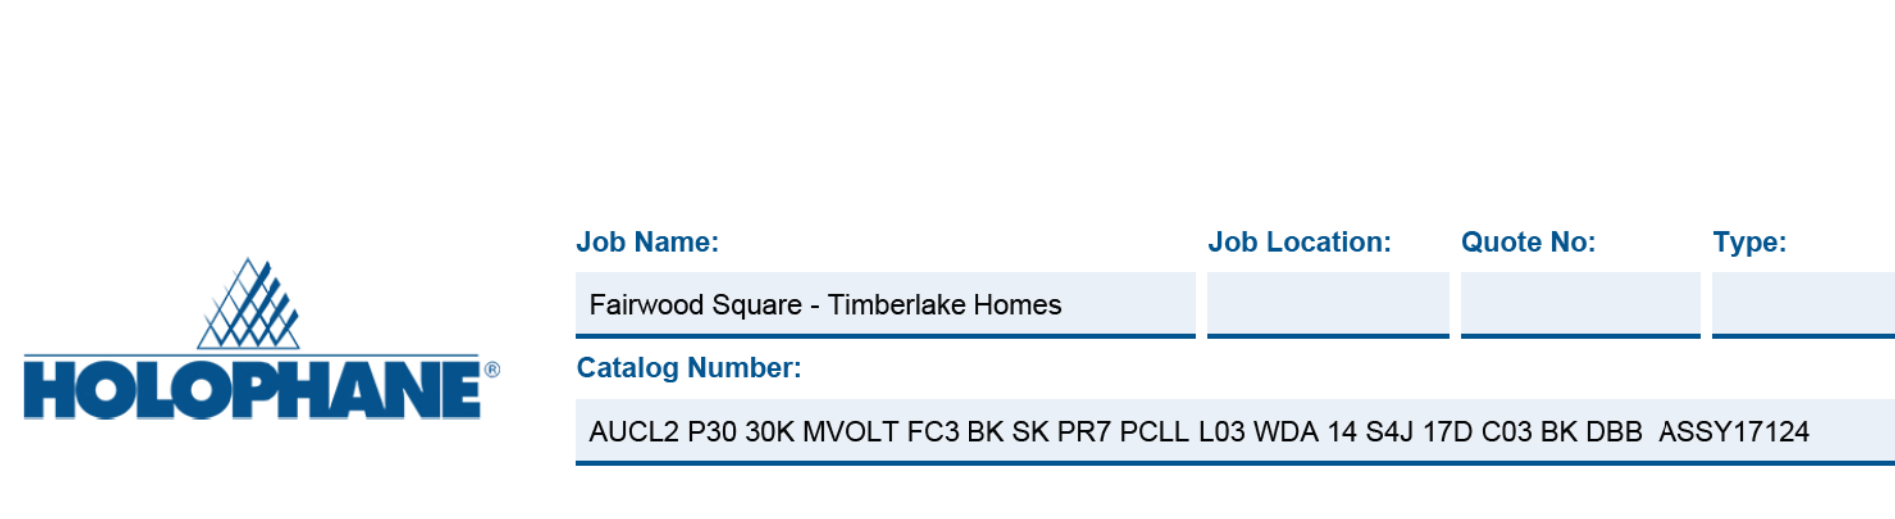 Job Name: Job Location: Quote No: Type:
Fairwood Square - Timberlake Homes
HOLOPHANE®
Catalog Number:
AUCL2 P30 30K MVOLT FC3 BK SK PR7 PCLL L03 WDA 14 S4J 17D C03 BK DBB  ASSY17124